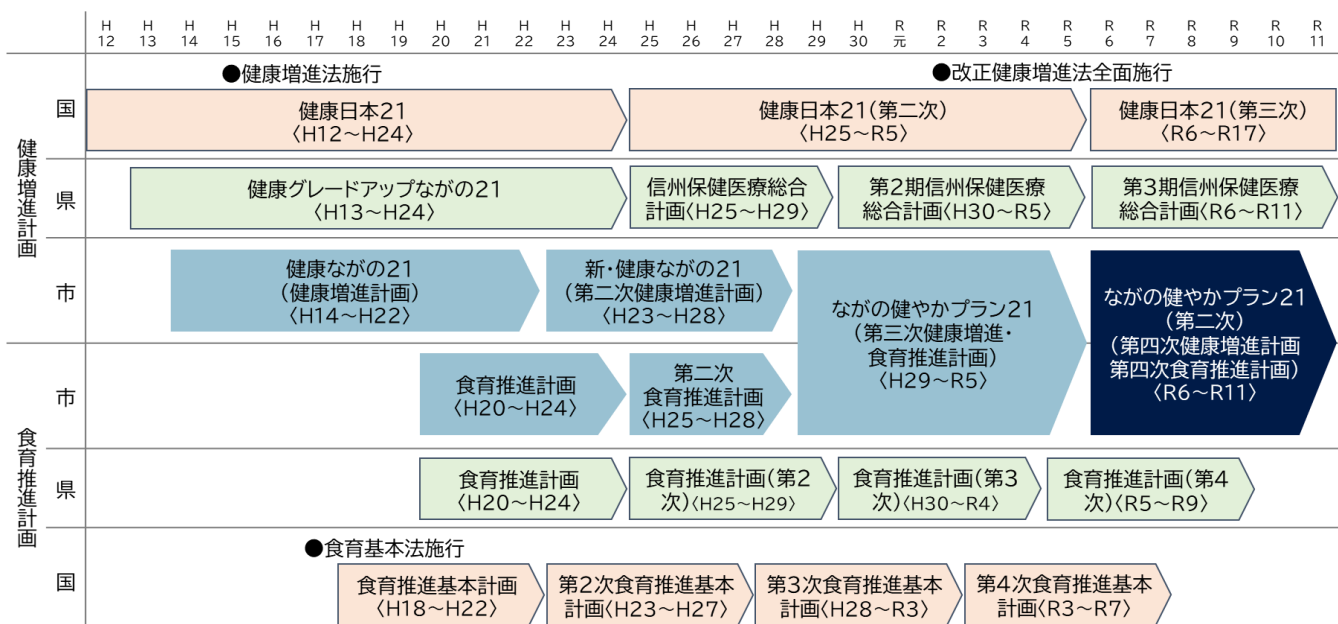 H H H H H H H H H H H H H H H H H H H R R R R R R R R R R R
12 13 14 15 16 17 18 19 20 21 22 23 24 25 26 27 28 29 30 元 2 3 4 5 6 7 8 9 10 11
健康増進計画
国
●健康増進法施行
●改正健康増進法全面施行
健康日本21
〈H12～H24〉
健康日本21(第二次)
〈H25～R5〉
健康日本21(第三次)
〈R6～R17〉
県
健康グレードアップながの21
〈H13～H24〉
信州保健医療総合
計画〈H25～H29〉
第2期信州保健医療
総合計画〈H30～R5〉
第3期信州保健医療
総合計画〈R6～R11〉
市
健康ながの21
(健康増進計画)
〈H14～H22〉
新・健康ながの21
(第二次健康増進計画)
〈H23～H28〉
ながの健やかプラン21
(第三次健康増進・
食育推進計画)
〈H29～R5〉
ながの健やかプラン21
(第二次)
(第四次健康増進計画
第四次食育推進計画)
〈R6～R11〉
食育推進計画
市
食育推進計画
〈H20～H24〉
第二次
食育推進計画
〈H25～H28〉
県
食育推進計画
〈H20～H24〉
食育推進計画(第2
次)〈H25～H29〉
食育推進計画(第3
次)〈H30～R4〉
食育推進計画(第4
次)〈R5～R9〉
国
●食育基本法施行
食育推進基本計画
〈H18～H22〉
第2次食育推進基本
計画〈H23～H27〉
第3次食育推進基本
計画〈H28～R3〉
第4次食育推進基本
計画〈R3～R7〉